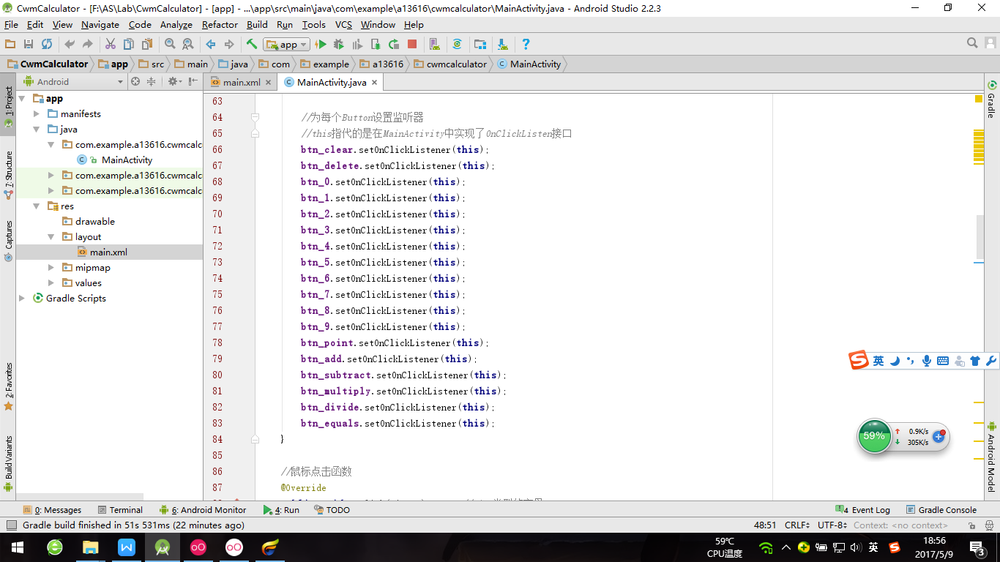 CwmCalculator - [F:\AS\Lab\CwmCalculator] - [app] - ...\app\src\main\java\com\example\a13616\cwmcalculator\MainActivity.java - Android Studio 2.2.3
File Edit View Navigate Code Analyze Refactor Build Run Tools VCS Window Help
app
CwmCalculator app src main java com example a13616 cwmcalculator MainActivity
Android
main.xml MainActivity.java
1: Project
7: Structure
Captures
2: Favorites
Build Variants
app
manifests
java
com.example.a13616.cwmcalc
MainActivity
com.example.a13616.cwmcalc
com.example.a13616.cwmcalc
res
drawable
layout
main.xml
mipmap
values
Gradle Scripts
63
64 //为每个Button设置监听器
65 //this指代的是在MainActivity中实现了OnClickListen接口
66 btn_clear.setOnClickListener(this);
67 btn_delete.setOnClickListener(this);
68 btn_0.setOnClickListener(this);
69 btn_1.setOnClickListener(this);
70 btn_2.setOnClickListener(this);
71 btn_3.setOnClickListener(this);
72 btn_4.setOnClickListener(this);
73 btn_5.setOnClickListener(this);
74 btn_6.setOnClickListener(this);
75 btn_7.setOnClickListener(this);
76 btn_8.setOnClickListener(this);
77 btn_9.setOnClickListener(this);
78 btn_point.setOnClickListener(this);
79 btn_add.setOnClickListener(this);
80 btn_subtract.setOnClickListener(this);
81 btn_multiply.setOnClickListener(this);
82 btn_divide.setOnClickListener(this);
83 btn_equals.setOnClickListener(this);
84 }
85
86 //鼠标点击函数
87 @Override
Gradle
Android Model
英
59%
0.9K/s
305K/s
0: Messages Terminal 6: Android Monitor 4: Run TODO 4 Event Log Gradle Console
Gradle build finished in 51s 531ms (22 minutes ago) 48:51 CRLF UTF-8 Context: <no context>
59℃
CPU温度
英
18:56
2017/5/9
3